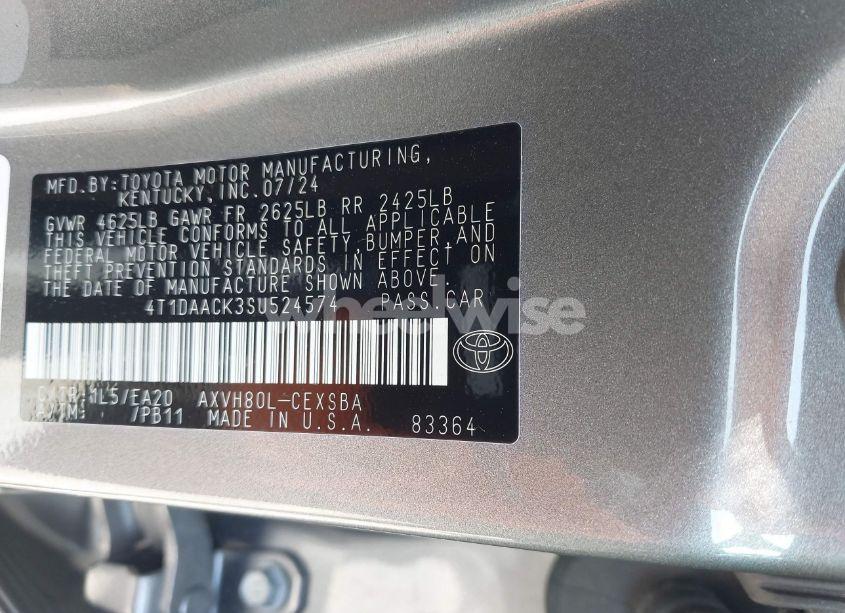 MFD.BY:TOYOTA MOTOR MANUFACTURING,
KENTUCKY,INC.07/24
GVWR 4625LB GAWR FR 2625LB RR 2425LB
THIS VEHICLE CONFORMS TO ALL APPLICABLE
FEDERAL MOTOR VEHICLE SAFETY,BUMPER,AND
THEFT PREVENTION STANDARDS IN EFFECT ON
THE DATE OF MANUFACTURE SHOWN ABOVE.
4T1DAACK3SU524574 PASS.CAR
wheelwise
1L5/EA20 AXVH80L-CEXSBA
/PB11 MADE IN U.S.A. 83364